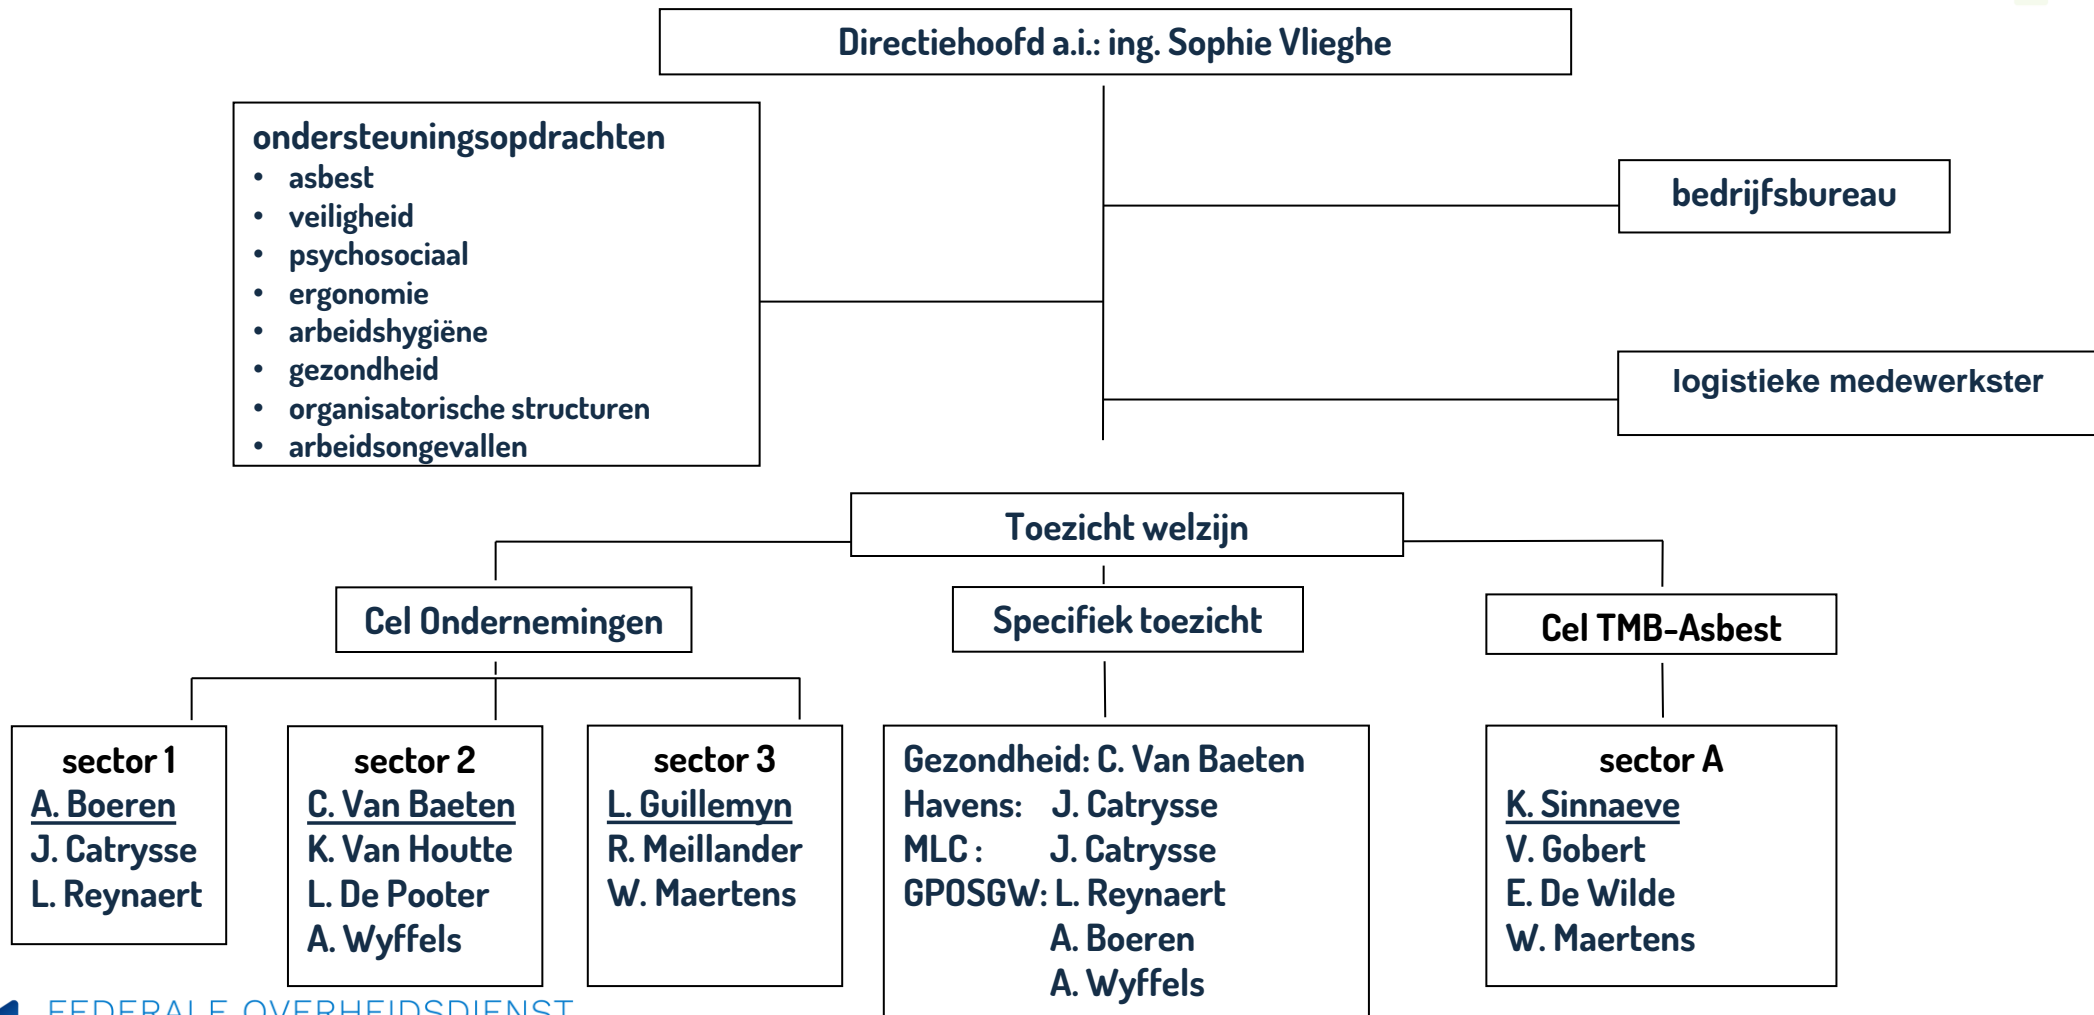 Directiehoofd a.i.: ing. Sophie Vlieghe
ondersteuningsopdrachten
• asbest
• veiligheid
• psychosociaal
• ergonomie
• arbeidshygiëne
• gezondheid
• organisatorische structuren
• arbeidsongevallen
bedrijfsbureau
logistieke medewerkster
Toezicht welzijn
Cel Ondernemingen
Specifiek toezicht
Cel TMB-Asbest
sector 1
A. Boeren
J. Catrysse
L. Reynaert
sector 2
C. Van Baeten
K. Van Houtte
L. De Pooter
A. Wyffels
sector 3
L. Guillemyn
R. Meillander
W. Maertens
Gezondheid: C. Van Baeten
Havens: J. Catrysse
MLC : J. Catrysse
GPOSGW: L. Reynaert
A. Boeren
A. Wyffels
sector A
K. Sinnaeve
V. Gobert
E. De Wilde
W. Maertens
FEDERALE OVERHEIDSDIENST